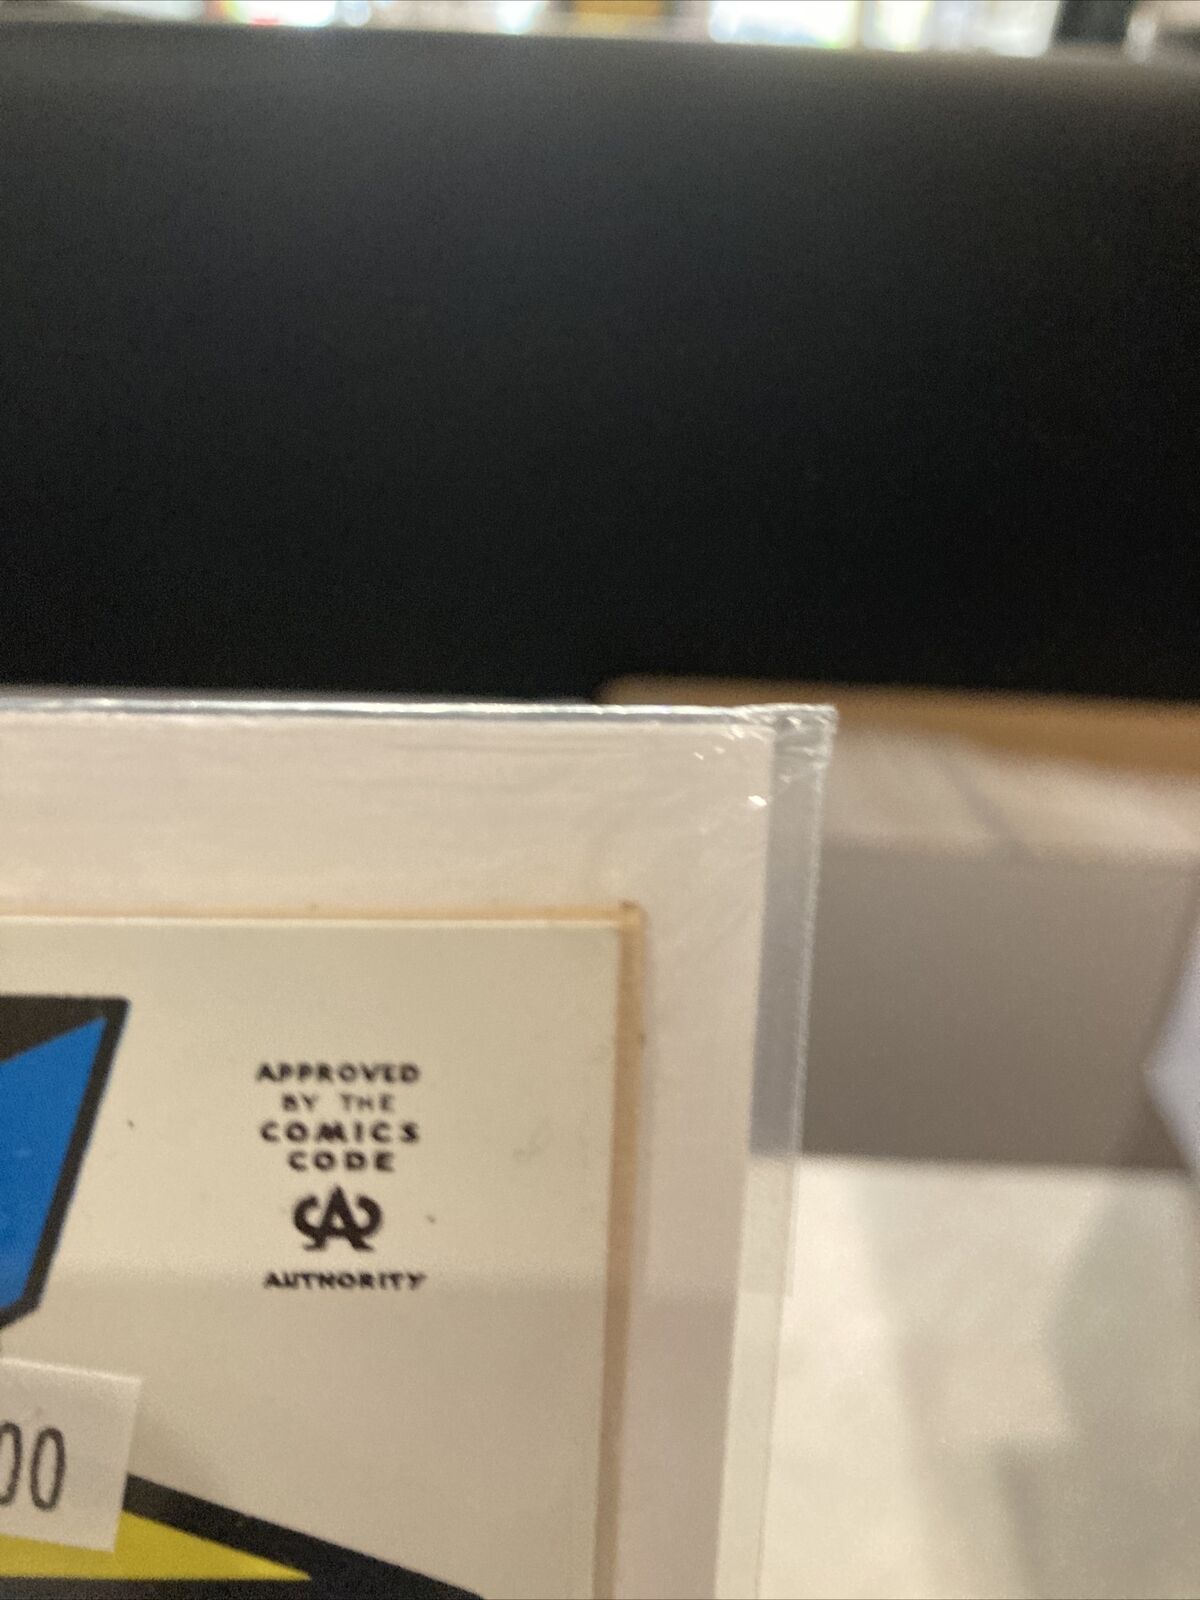 APPROVED
BY THE
COMICS
CODE
CA
AUTHORITY
00